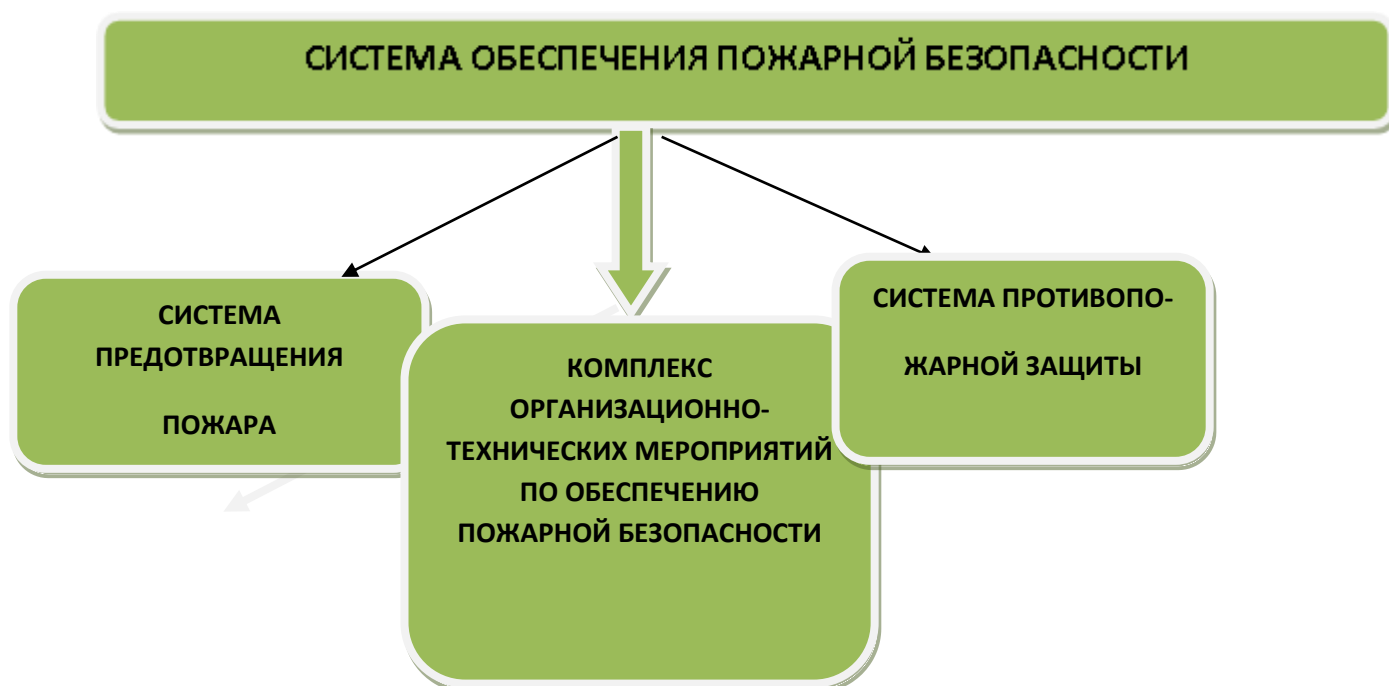 СИСТЕМА ОБЕСПЕЧЕНИЯ ПОЖАРНОЙ БЕЗОПАСНОСТИ
СИСТЕМА
ПРЕДОТВРАЩЕНИЯ
ПОЖАРА
КОМПЛЕКС
ОРГАНИЗАЦИОННО-
ТЕХНИЧЕСКИХ МЕРОПРИЯТИЙ
ПО ОБЕСПЕЧЕНИЮ
ПОЖАРНОЙ БЕЗОПАСНОСТИ
СИСТЕМА ПРОТИВОПО-
ЖАРНОЙ ЗАЩИТЫ